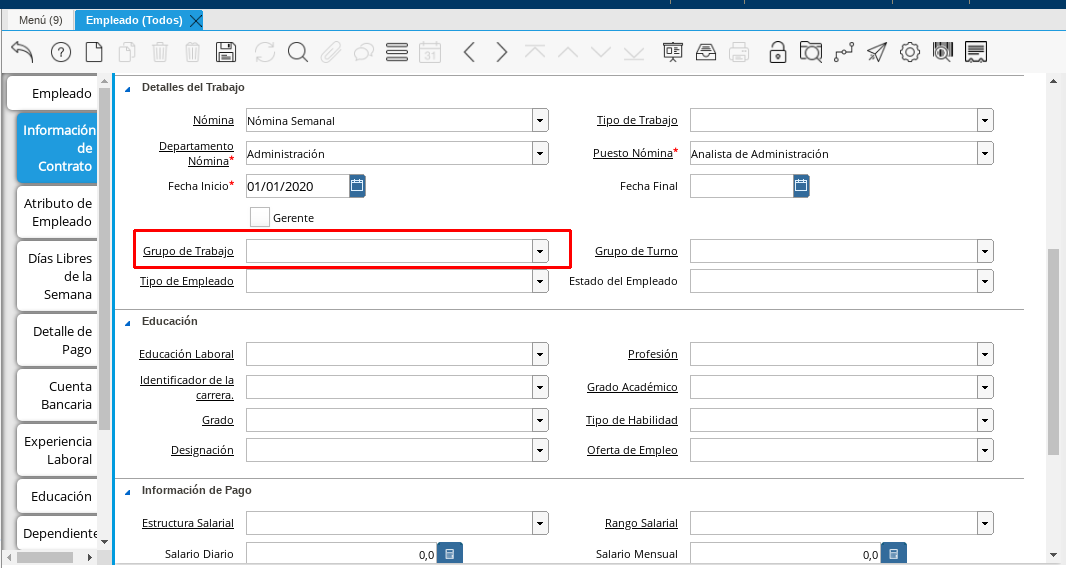 Menú (9)
Empleado (Todos)
31
Empleado
Información
de
Contrato
Atributo de
Empleado
Días Libres
de la
Semana
Detalle de
Pago
Cuenta
Bancaria
Experiencia
Laboral
Educación
Dependiente
Detalles del Trabajo
Nómina
Nómina Semanal
Tipo de Trabajo
Departamento
Nómina*
Administración
Puesto Nómina*
Analista de Administración
Fecha Inicio*
01/01/2020
Fecha Final
Gerente
Grupo de Trabajo
Grupo de Turno
Tipo de Empleado
Estado del Empleado
Educación
Educación Laboral
Profesión
Identificador de la
carrera.
Grado Académico
Grado
Tipo de Habilidad
Designación
Oferta de Empleo
Información de Pago
Estructura Salarial
Rango Salarial
Salario Diario
0,0
Salario Mensual
0,0